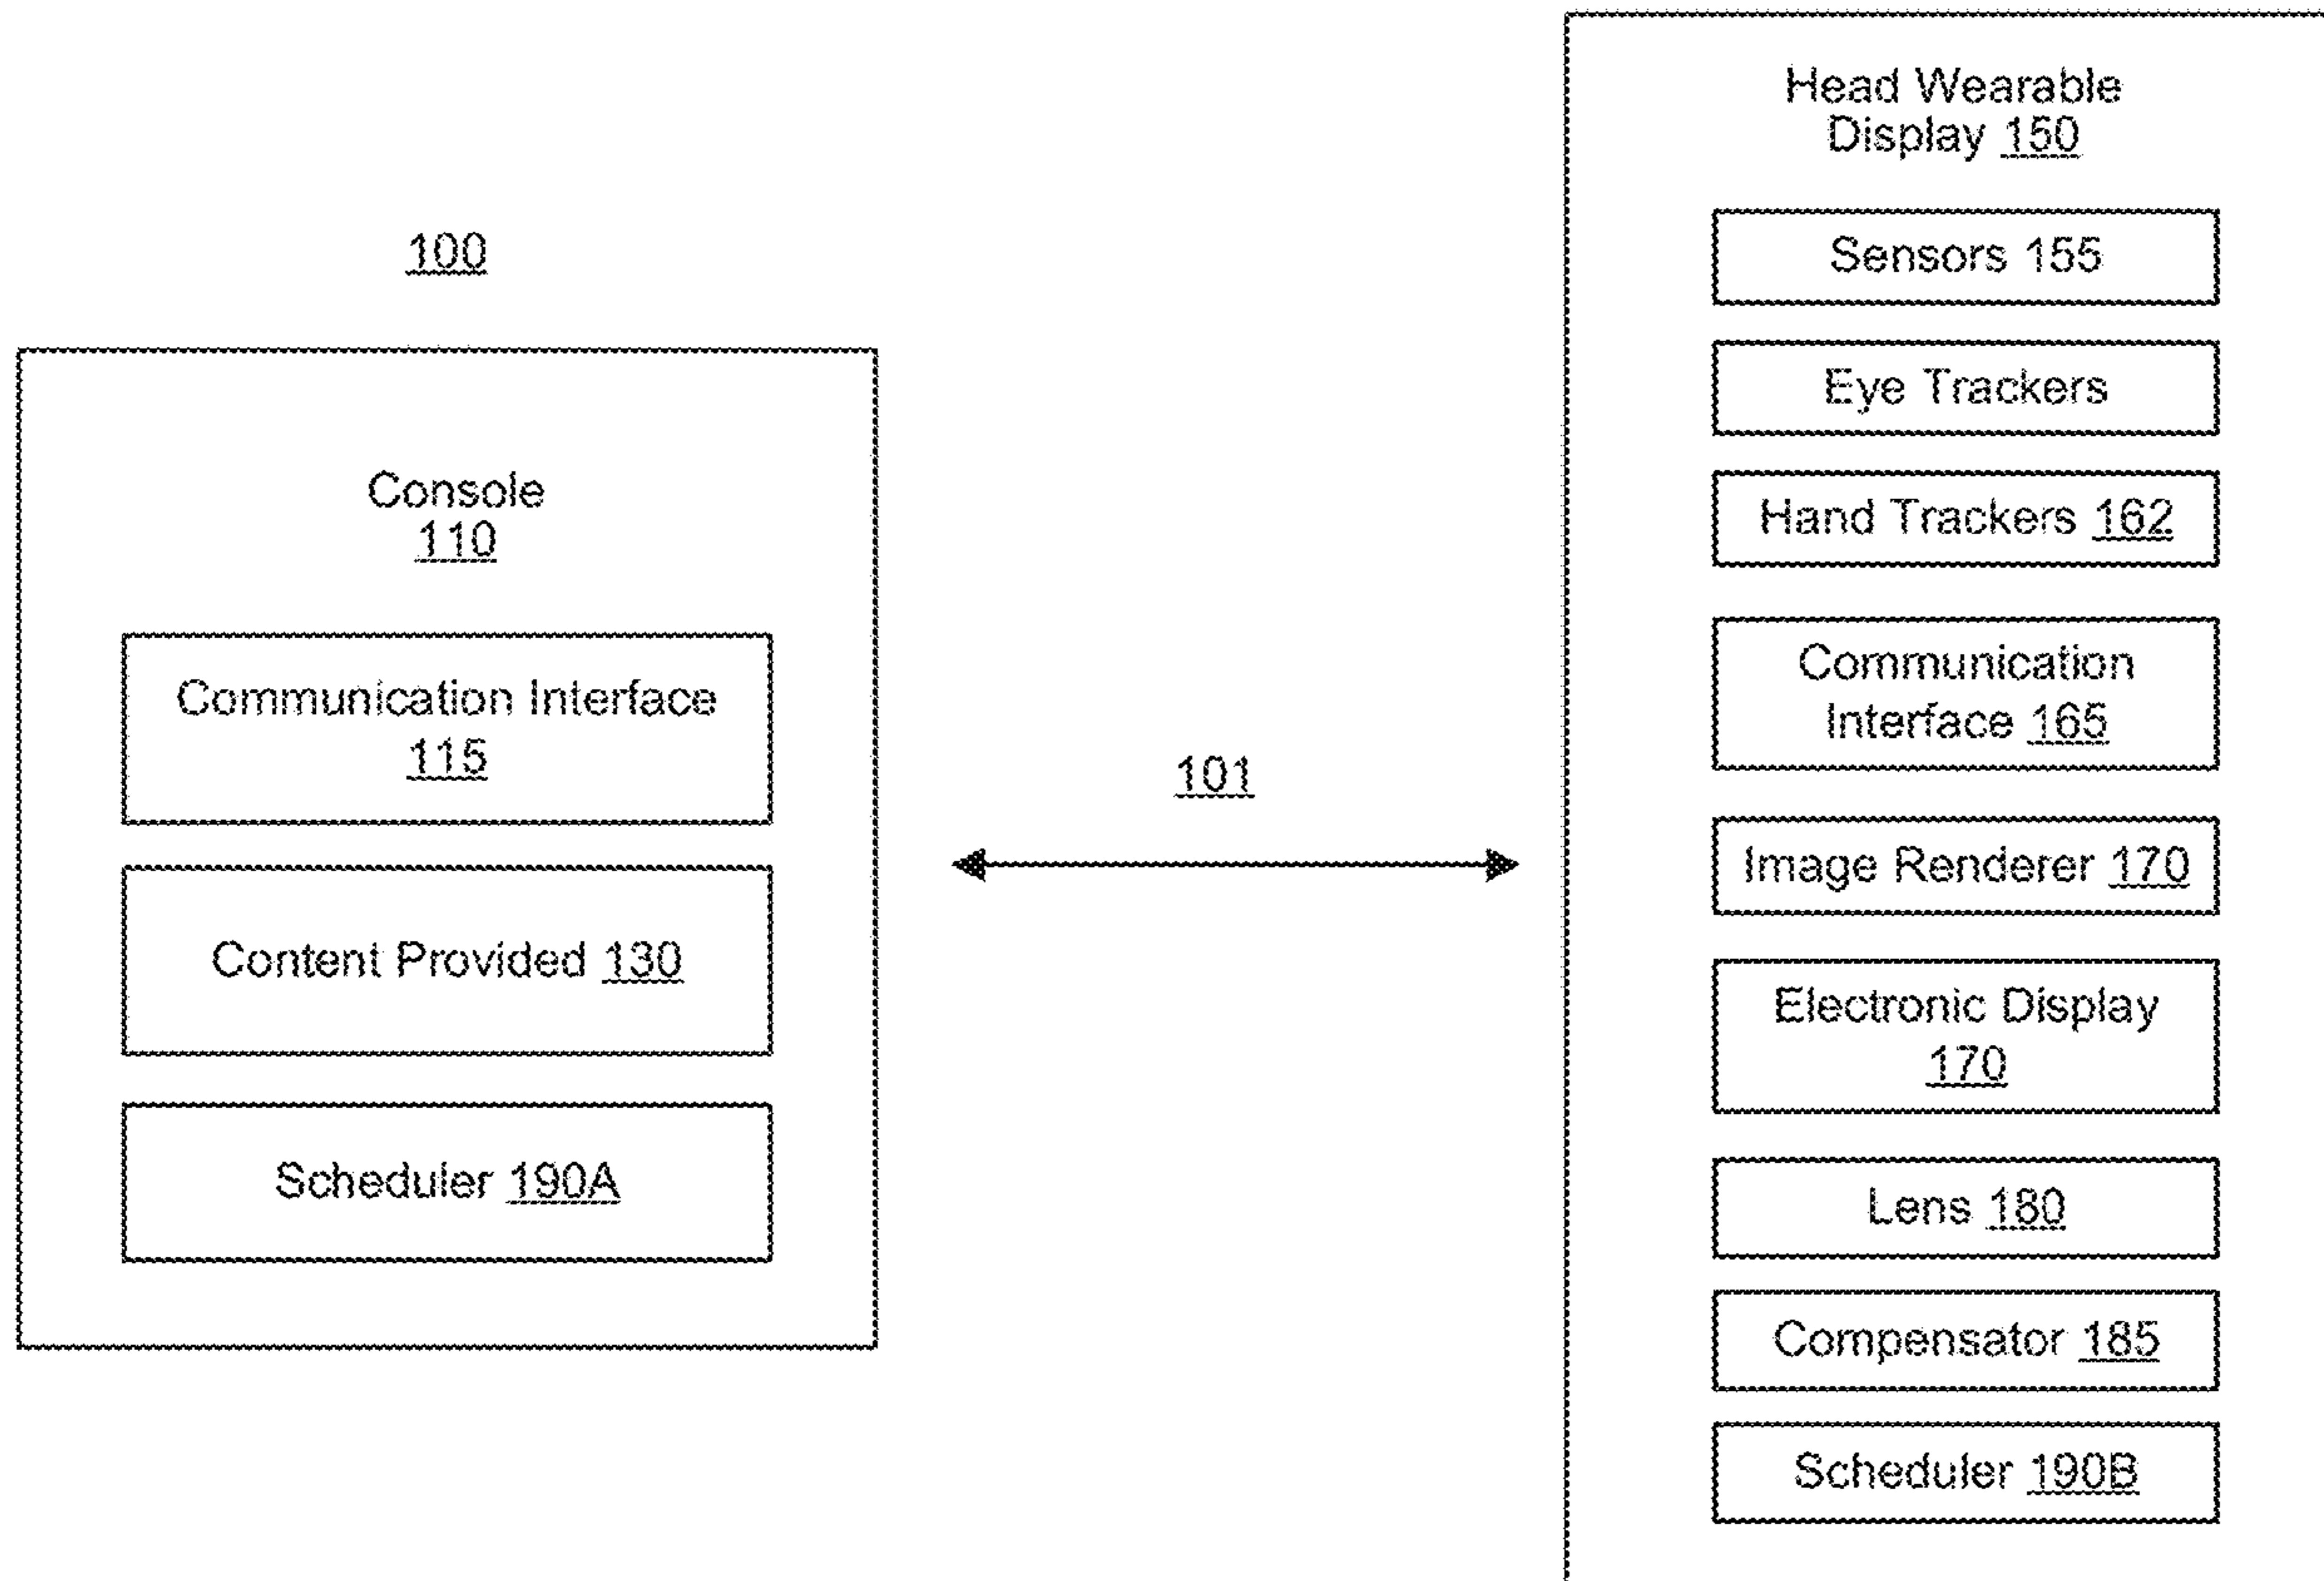 100
Console
110
Communication Interface
115
Content Provided 130
Scheduler 190A
101
Head Wearable
Display 150
Sensors 155
Eye Trackers
Hand Trackers 162
Communication
Interface 165
Image Renderer 170
Electronic Display
170
Lens 180
Compensator 185
Scheduler 190B